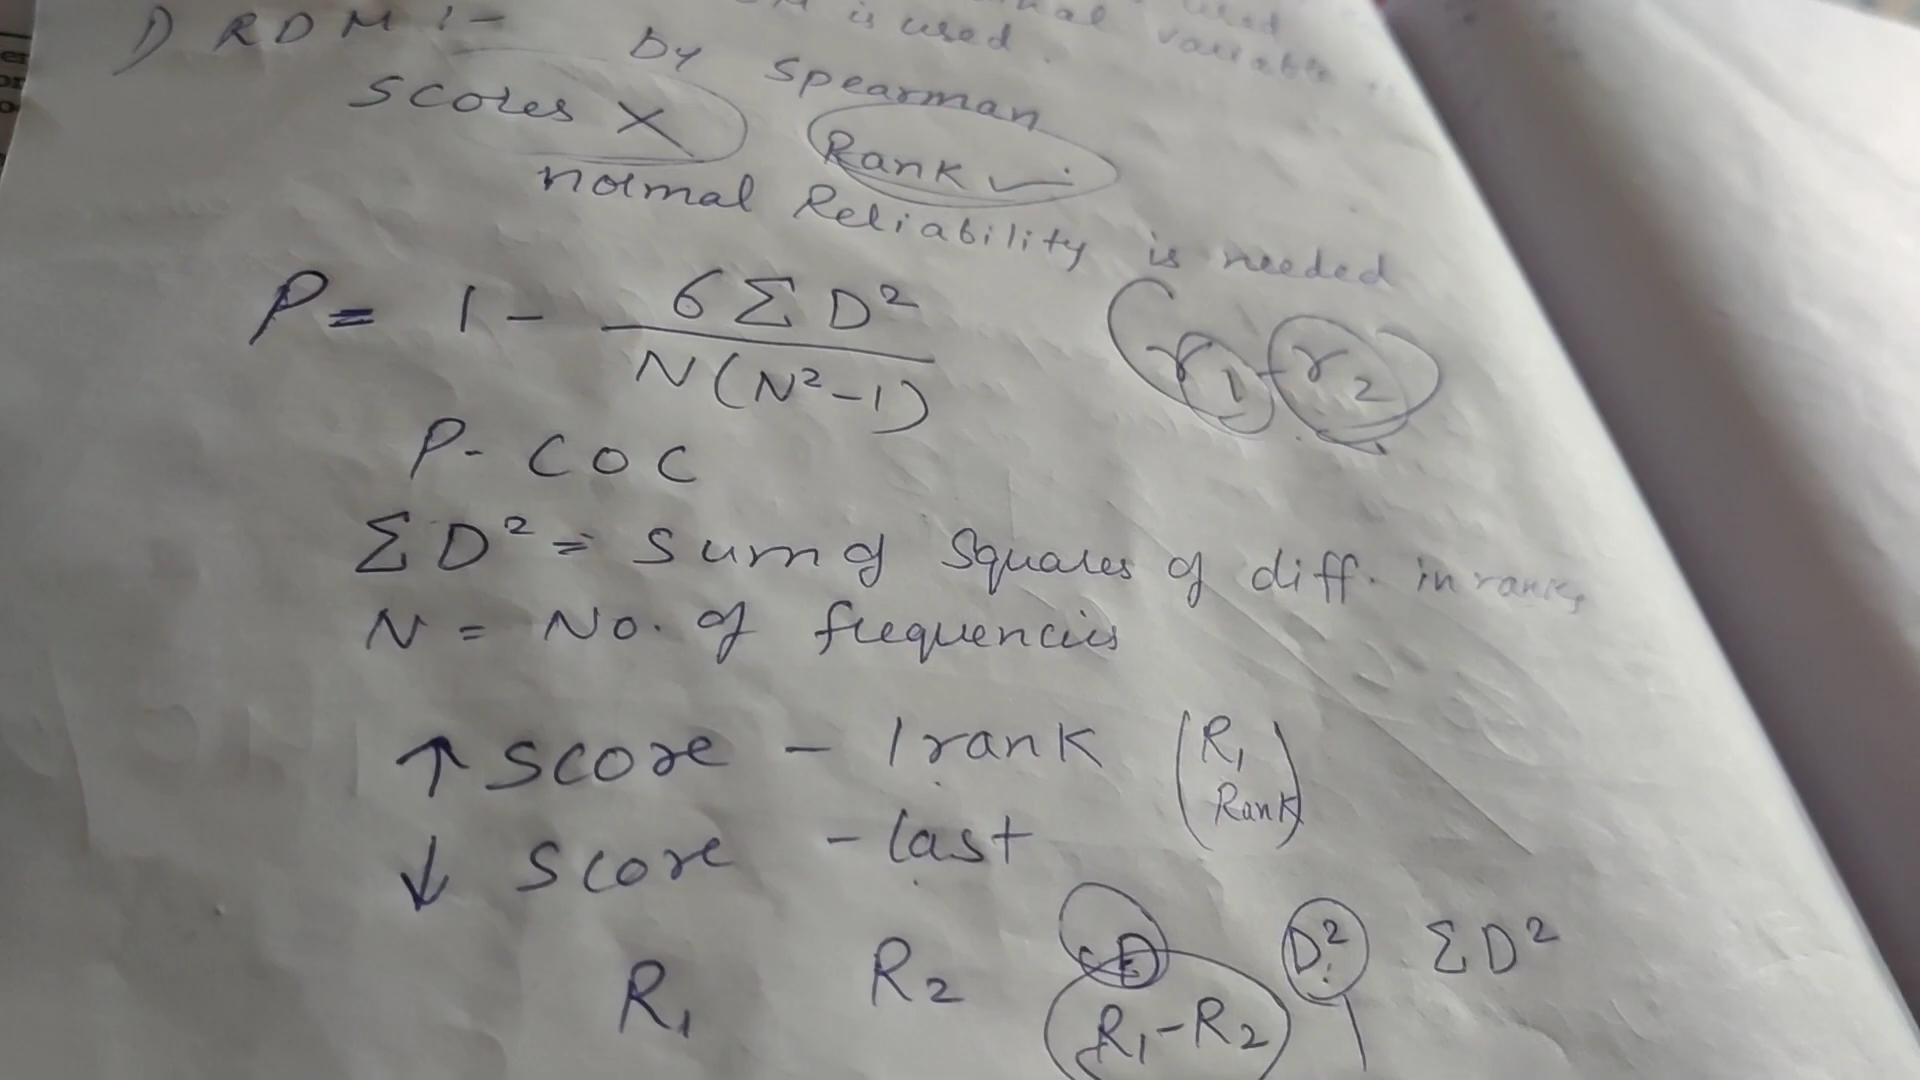 is used.
variable
1) RDM :- by Spearman
Scores X Rank ✓
normal Reliability is needed
P = 1 - 6ΣD² / N(N²-1) (r1 - r2)
P - COC
ΣD² = Sum of Squares of diff. in ranks
N = No. of frequencies
↑ Score - 1 rank (R1 Rank)
↓ Score - last
R1 R2 D D² ΣD²
R1-R2